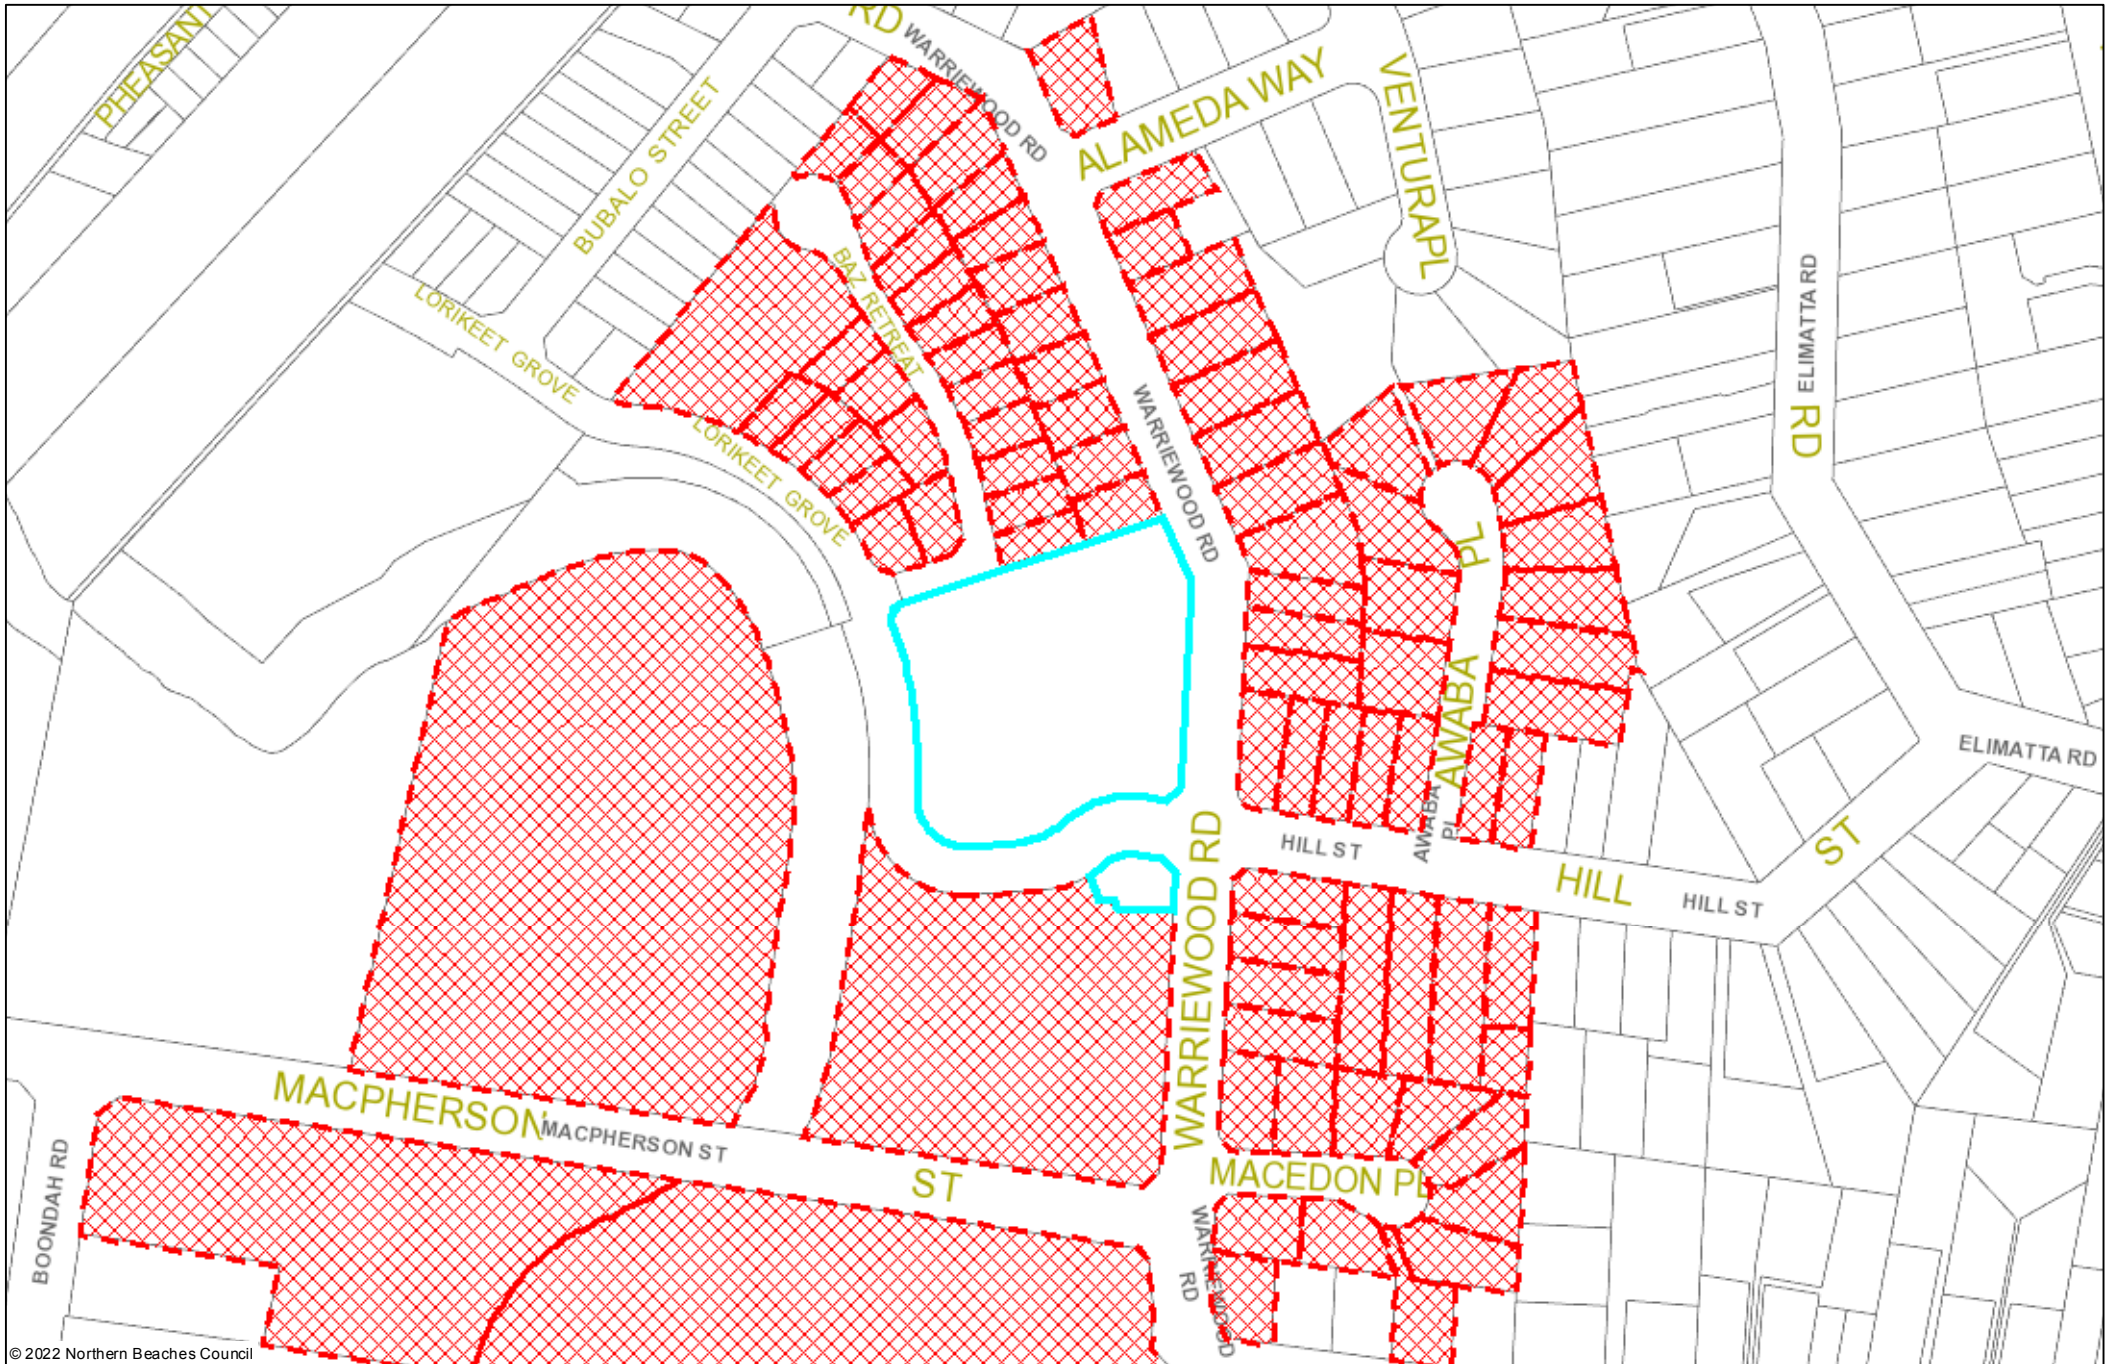 PHEASANT
RD
WARRIEWOOD RD
ALAMEDA WAY
VENTURAPL
BUBALO STREET
BAZ RETREAT
LORIKEET GROVE
LORIKEET GROVE
WARRIEWOOD RD
ELIMATTA RD
RD
PL
AWABA
ELIMATTA RD
AWABA
PL
HILL ST
ST
HILL
HILL ST
WARRIEWOOD RD
MACPHERSON
MACPHERSON ST
ST
MACEDON PL
BOONDAH RD
WARRIEWOOD
RD
© 2022 Northern Beaches Council